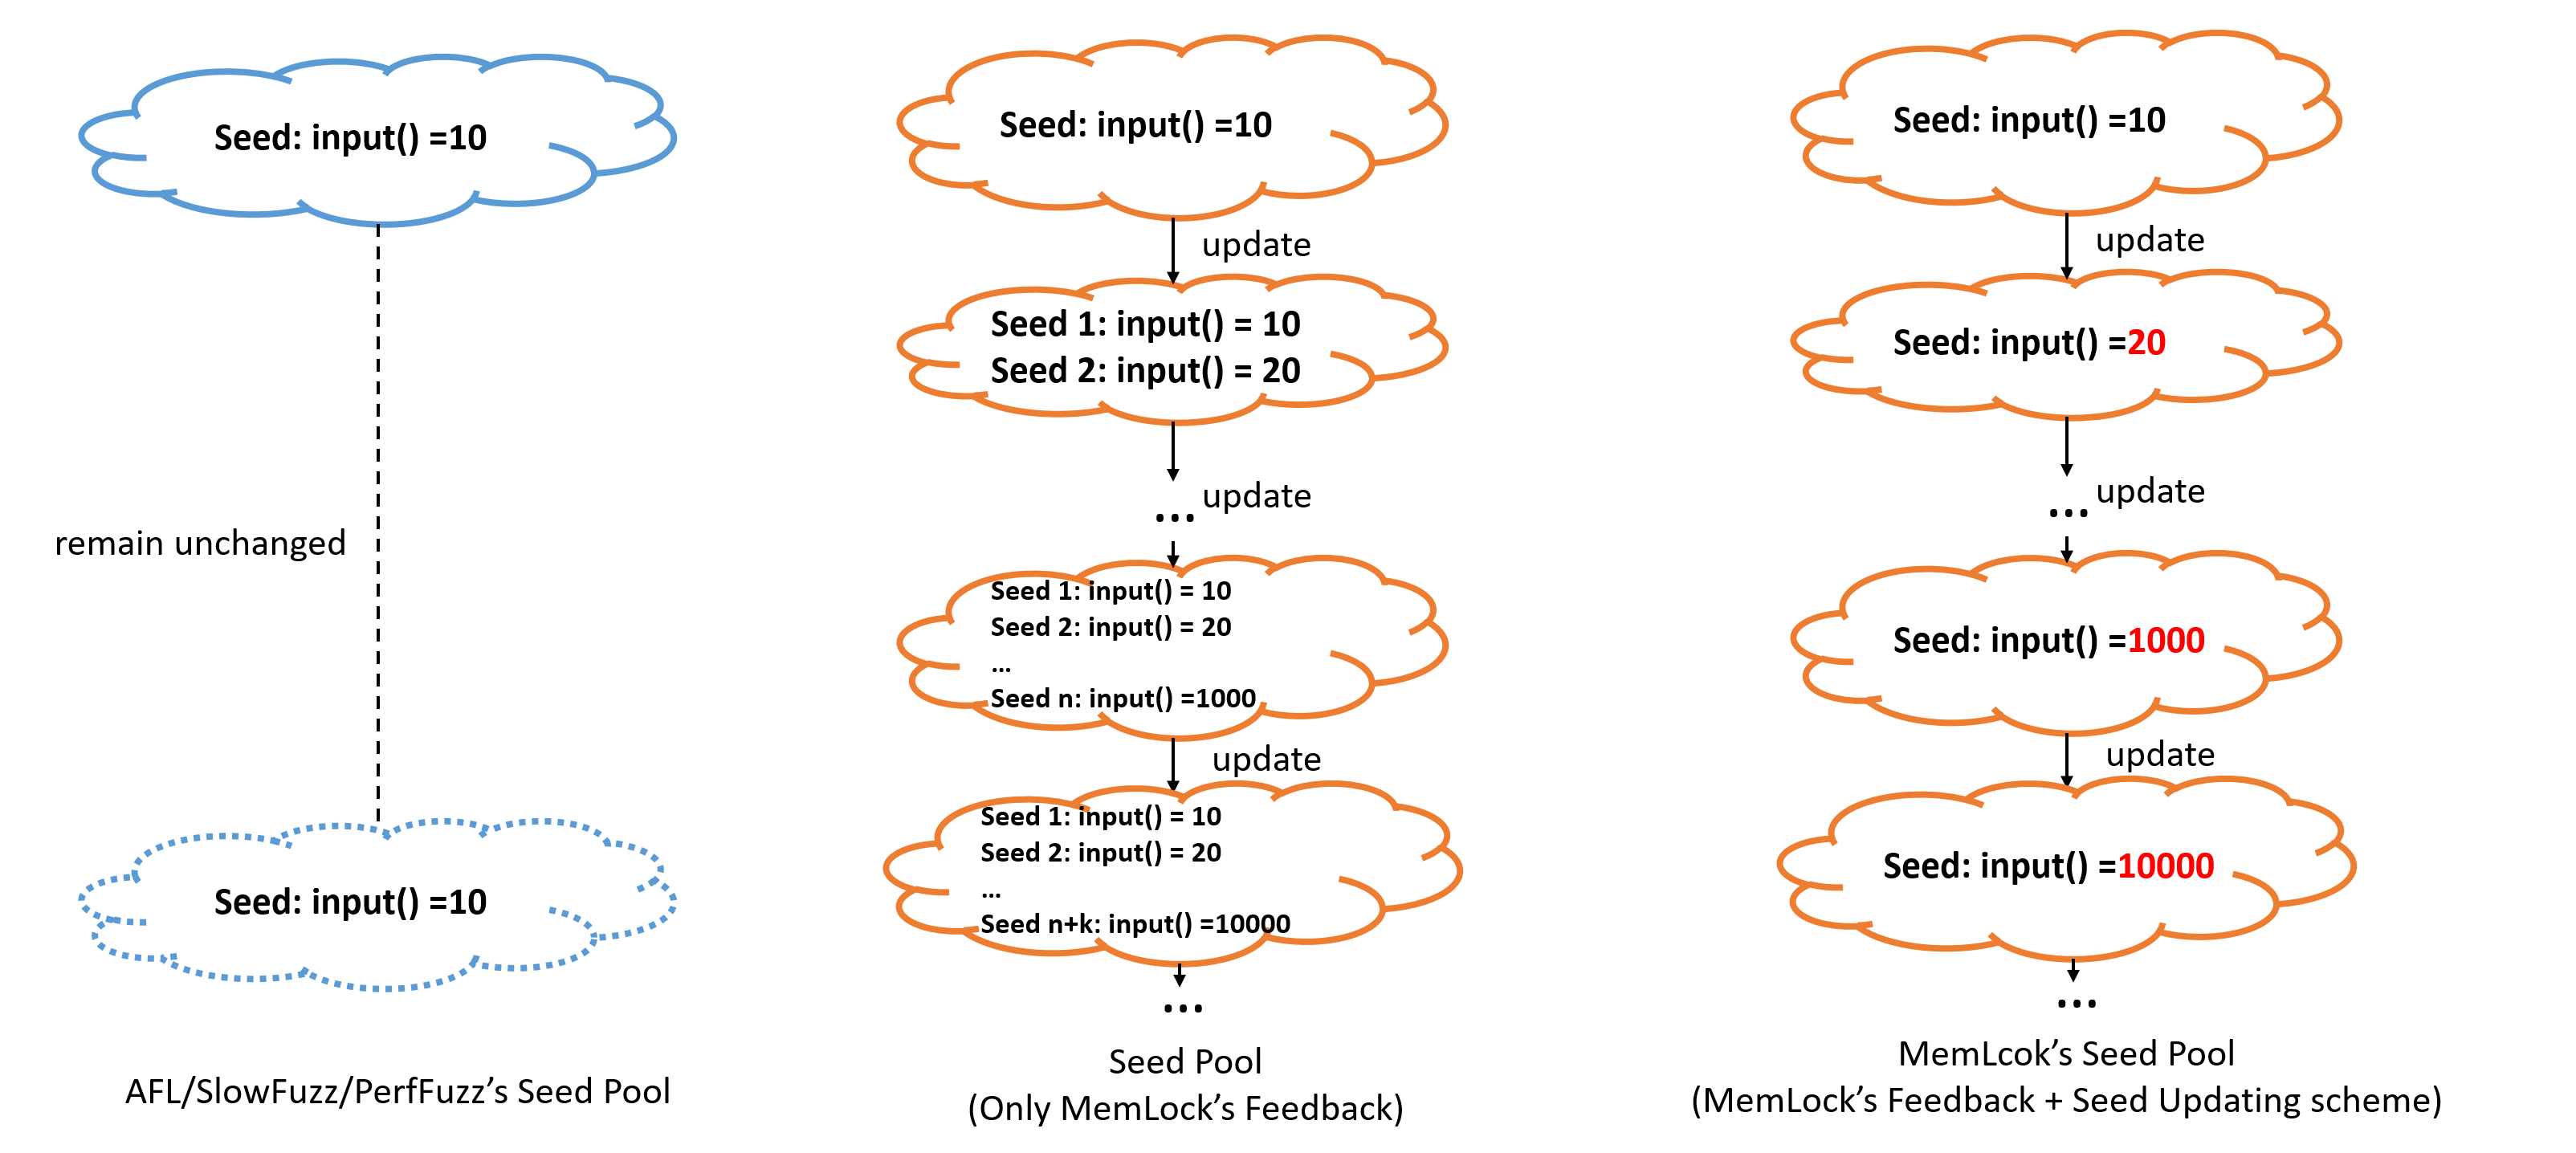 Seed: input() =10
remain unchanged
Seed: input() =10
AFL/SlowFuzz/PerfFuzz's Seed Pool
Seed: input() =10
update
Seed 1: input() = 10
Seed 2: input() = 20
... update
Seed 1: input() = 10
Seed 2: input() = 20
...
Seed n: input() =1000
update
Seed 1: input() = 10
Seed 2: input() = 20
...
Seed n+k: input() =10000
...
Seed Pool
(Only MemLock's Feedback)
Seed: input() =10
update
Seed: input() =20
... update
Seed: input() =1000
update
Seed: input() =10000
...
MemLcok's Seed Pool
(MemLock's Feedback + Seed Updating scheme)